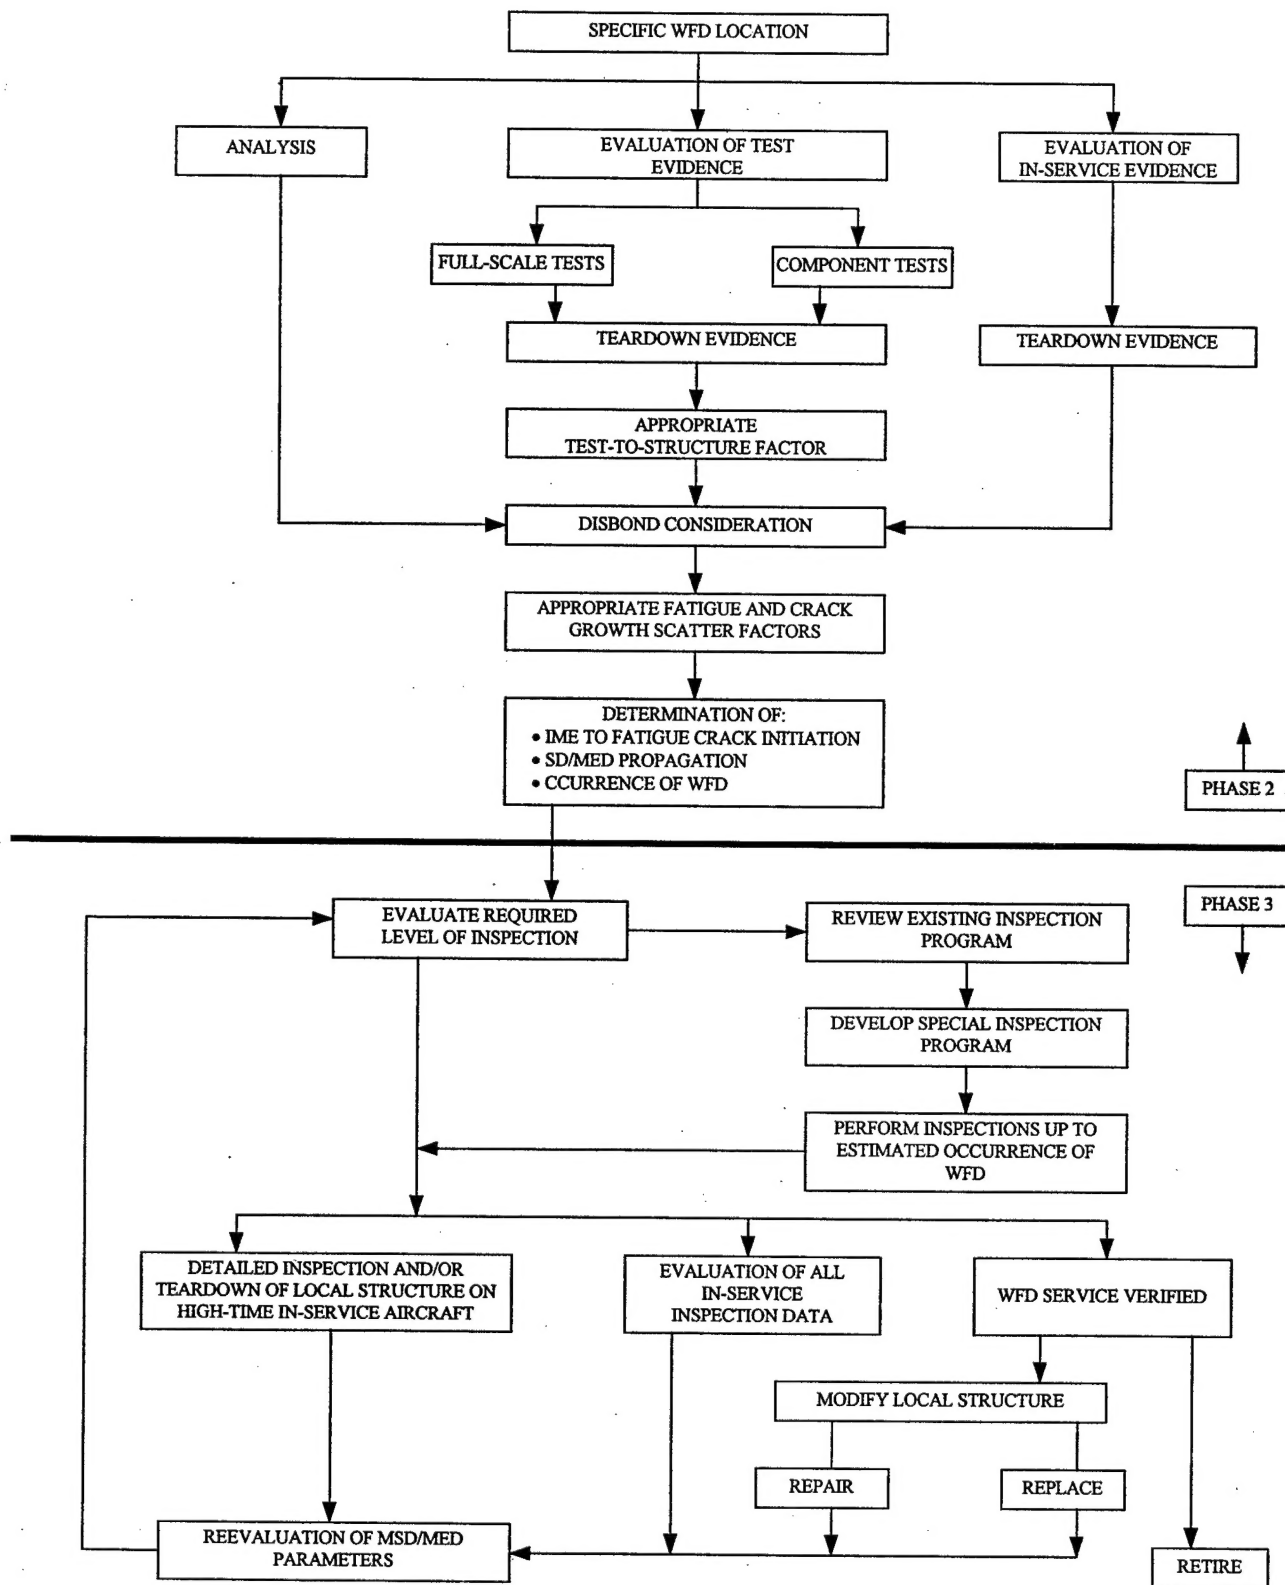 SPECIFIC WFD LOCATION
ANALYSIS
EVALUATION OF TEST
EVIDENCE
EVALUATION OF
IN-SERVICE EVIDENCE
FULL-SCALE TESTS
COMPONENT TESTS
TEARDOWN EVIDENCE
TEARDOWN EVIDENCE
APPROPRIATE
TEST-TO-STRUCTURE FACTOR
DISBOND CONSIDERATION
APPROPRIATE FATIGUE AND CRACK
GROWTH SCATTER FACTORS
DETERMINATION OF:
• IME TO FATIGUE CRACK INITIATION
• SD/MED PROPAGATION
• CCURRENCE OF WFD
PHASE 2
PHASE 3
EVALUATE REQUIRED
LEVEL OF INSPECTION
REVIEW EXISTING INSPECTION
PROGRAM
DEVELOP SPECIAL INSPECTION
PROGRAM
PERFORM INSPECTIONS UP TO
ESTIMATED OCCURRENCE OF
WFD
DETAILED INSPECTION AND/OR
TEARDOWN OF LOCAL STRUCTURE ON
HIGH-TIME IN-SERVICE AIRCRAFT
EVALUATION OF ALL
IN-SERVICE
INSPECTION DATA
WFD SERVICE VERIFIED
MODIFY LOCAL STRUCTURE
REPAIR
REPLACE
REEVALUATION OF MSD/MED
PARAMETERS
RETIRE